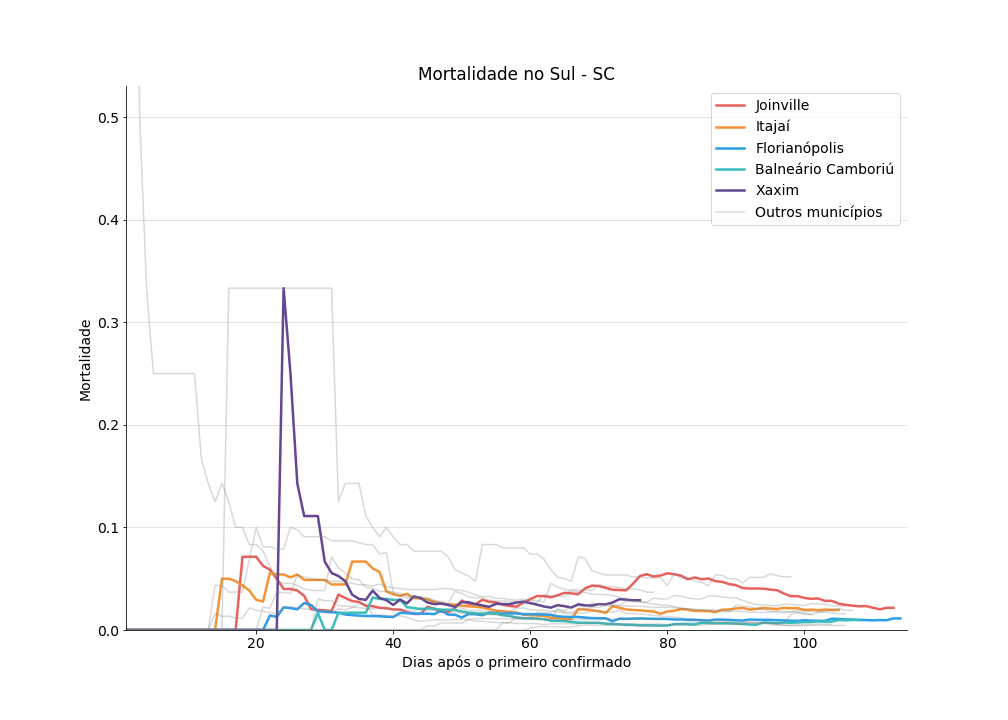 Mortalidade no Sul - SC
Joinville
Itajaí
Florianópolis
Balneário Camboriú
Xaxim
Outros municípios
Mortalidade
0.5
0.4
0.3
0.2
0.1
0.0
20 40 60 80 100
Dias após o primeiro confirmado